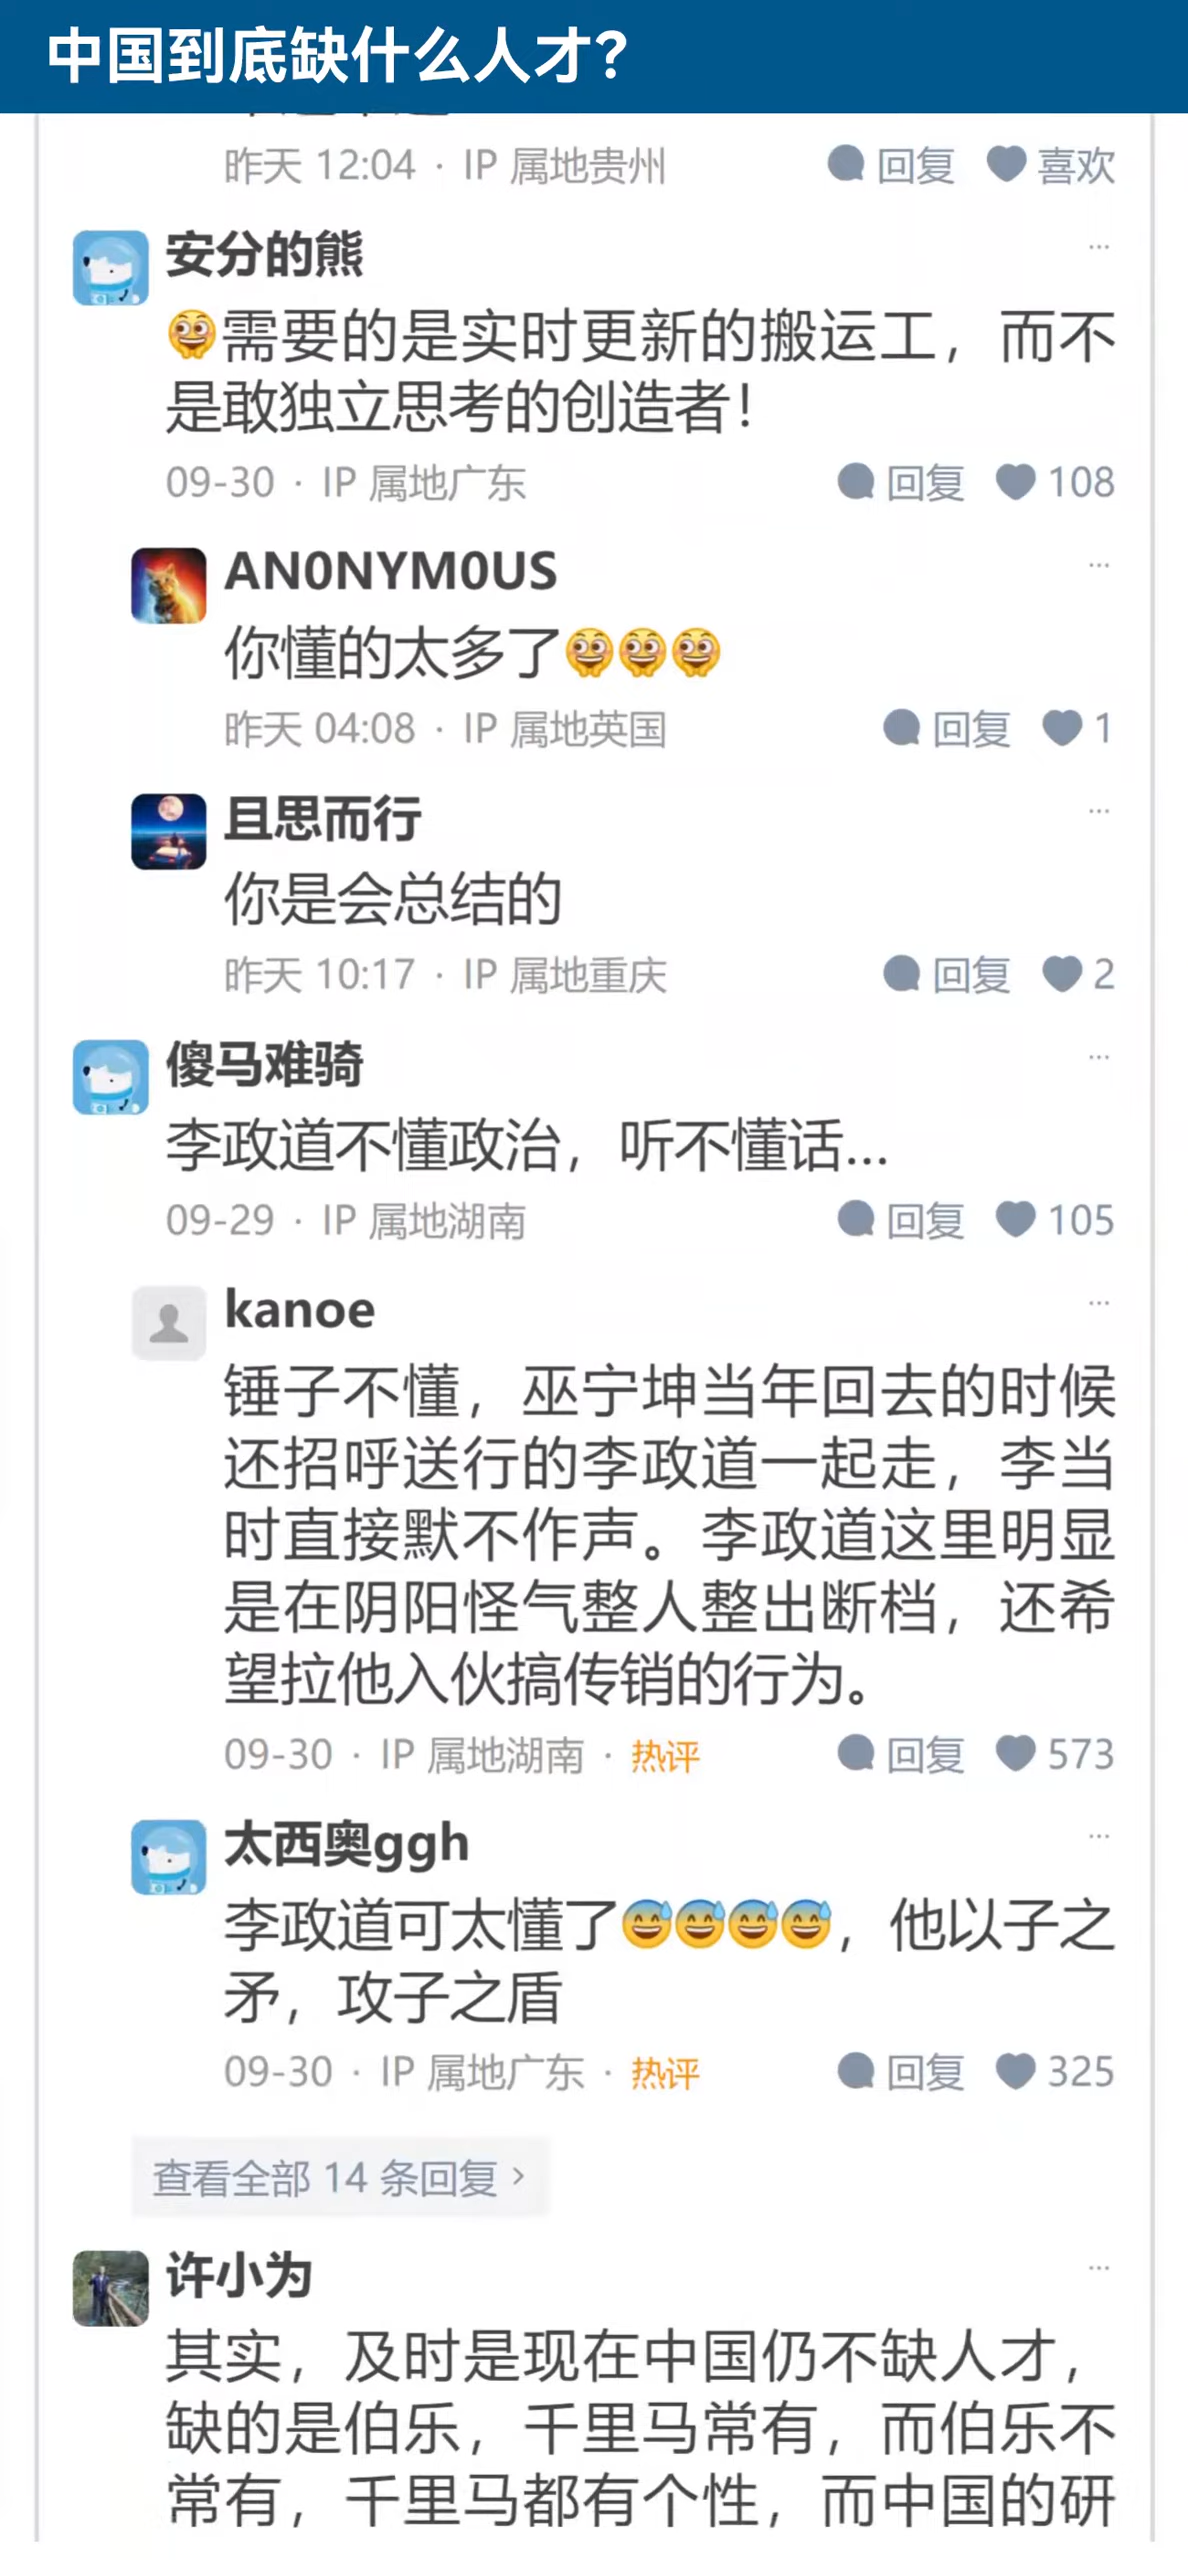 中国到底缺什么人才？
昨天 12:04 · IP 属地贵州 回复 喜欢
安分的熊
需要的是实时更新的搬运工，而不
是敢独立思考的创造者！
09-30 · IP 属地广东 回复 108
AN0NYM0US
你懂的太多了
昨天 04:08 · IP 属地英国 回复 1
且思而行
你是会总结的
昨天 10:17 · IP 属地重庆 回复 2
傻马难骑
李政道不懂政治，听不懂话...
09-29 · IP 属地湖南 回复 105
kanoe
锤子不懂，巫宁坤当年回去的时候
还招呼送行的李政道一起走，李当
时直接默不作声。李政道这里明显
是在阴阳怪气整人整出断档，还希
望拉他入伙搞传销的行为。
09-30 · IP 属地湖南 · 热评 回复 573
太西奥ggh
李政道可太懂了，他以子之
矛，攻子之盾
09-30 · IP 属地广东 · 热评 回复 325
查看全部 14 条回复 >
许小为
其实，及时是现在中国仍不缺人才，
缺的是伯乐，千里马常有，而伯乐不
常有，千里马都有个性，而中国的研